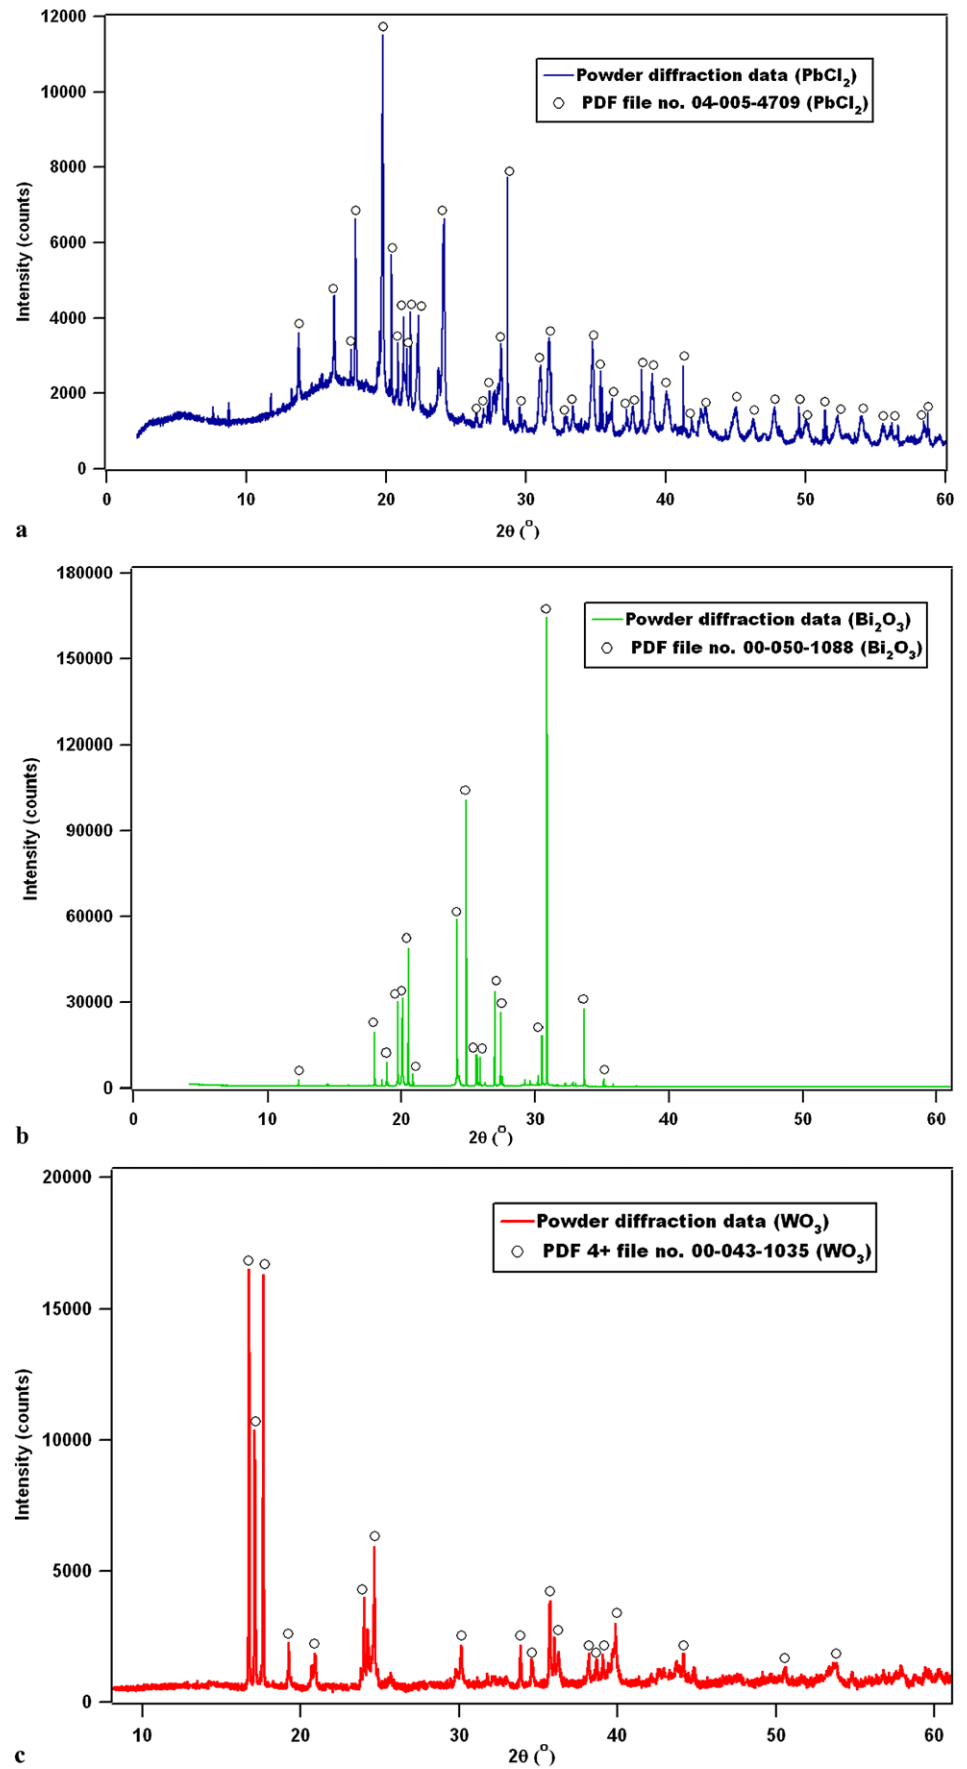 12000
10000
8000
6000
4000
2000
0
Intensity (counts)
Powder diffraction data (PbCl2)
PDF file no. 04-005-4709 (PbCl2)
0 10 20 30 40 50 60
2θ (°)
a
180000
150000
120000
90000
60000
30000
0
Intensity (counts)
Powder diffraction data (Bi2O3)
PDF file no. 00-050-1088 (Bi2O3)
0 10 20 30 40 50 60
2θ (°)
b
20000
15000
10000
5000
0
Intensity (counts)
Powder diffraction data (WO3)
PDF 4+ file no. 00-043-1035 (WO3)
10 20 30 40 50 60
2θ (°)
c